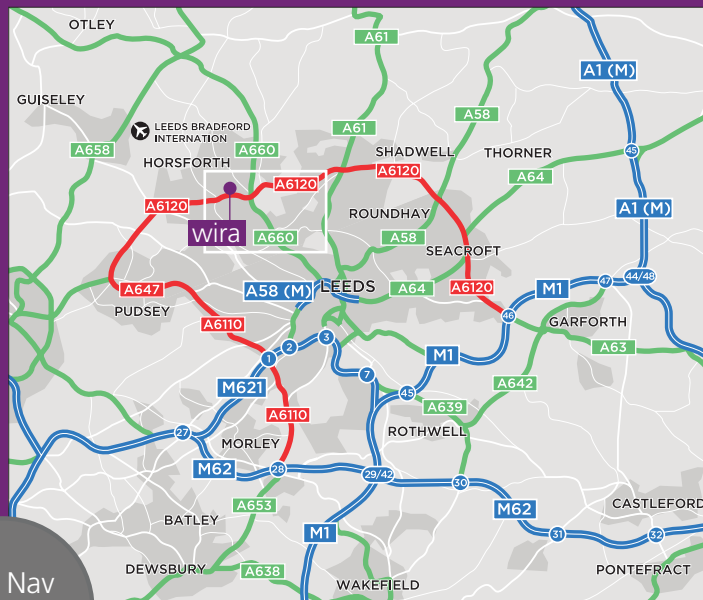 OTLEY
A61
A1 (M)
GUISELEY
A658
LEEDS BRADFORD
INTERNATION
HORSFORTH
A660
A61
A58
SHADWELL
THORNER
45
A64
A6120
A6120
A6120
wira
A660
ROUNDHAY
A58
SEACROFT
A1 (M)
A647
PUDSEY
A58 (M)
LEEDS
A64
A6120
M1
47
44/48
46
GARFORTH
A63
A6110
1
2
3
M1
M621
7
45
A642
A639
A6110
27
MORLEY
ROTHWELL
M62
28
29/42
30
A653
M62
CASTLEFORD
BATLEY
M1
31
32
DEWSBURY
A638
WAKEFIELD
PONTEFRACT
Nav